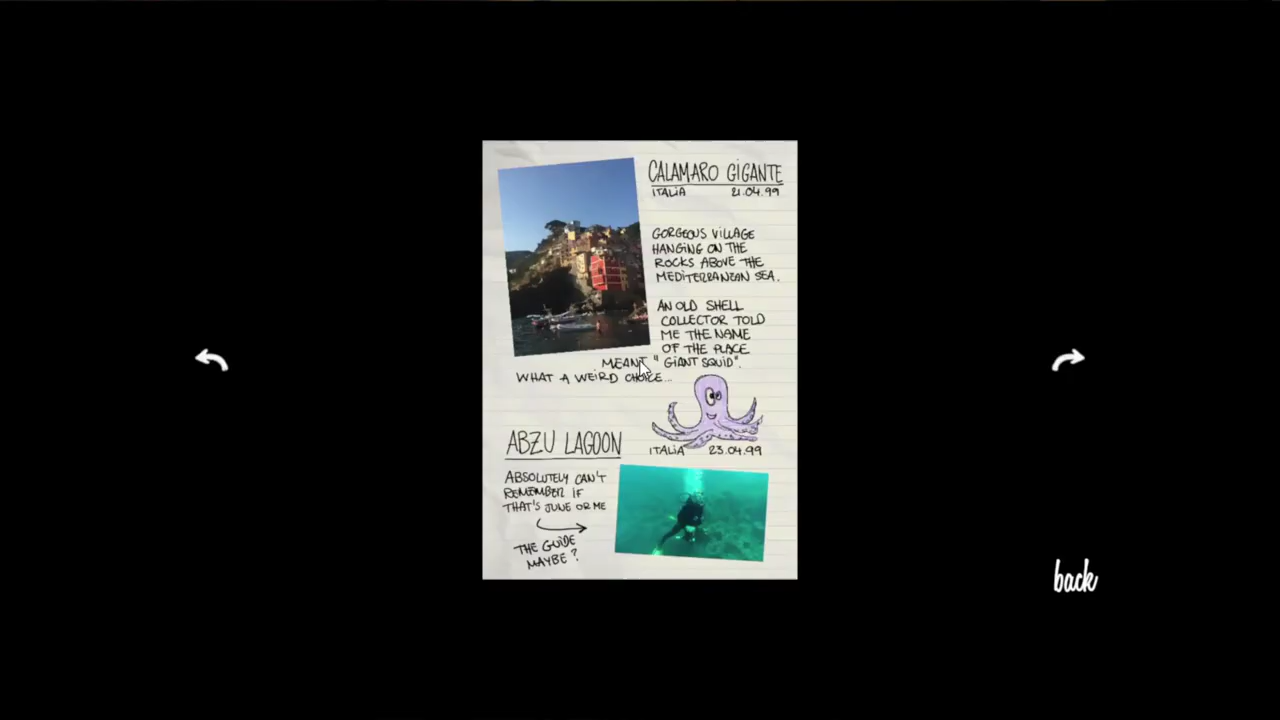 CALAMARO GIGANTE
ITALIA 21.04.99
GORGEOUS VILLAGE
HANGING ON THE
ROCKS ABOVE THE
MEDITERRANEAN SEA.
AN OLD SHELL
COLLECTOR TOLD
ME THE NAME
OF THE PLACE
MEANT "GIANT SQUID".
WHAT A WEIRD CHOICE...
ABZU LAGOON
ITALIA 23.04.99
ABSOLUTELY CAN'T
REMEMBER IF
THAT'S JUNE OR ME
THE GUIDE
MAYBE?
back